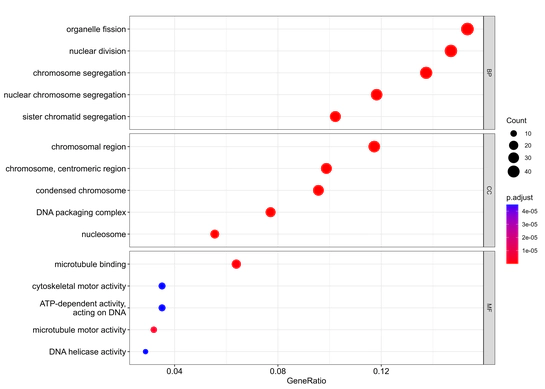 organelle fission
nuclear division
chromosome segregation
nuclear chromosome segregation
sister chromatid segregation
BP
chromosomal region
chromosome, centromeric region
condensed chromosome
DNA packaging complex
nucleosome
CC
microtubule binding
cytoskeletal motor activity
ATP-dependent activity,
acting on DNA
microtubule motor activity
DNA helicase activity
MF
0.04
0.08
0.12
GeneRatio
Count
10
20
30
40
p.adjust
4e-05
3e-05
2e-05
1e-05